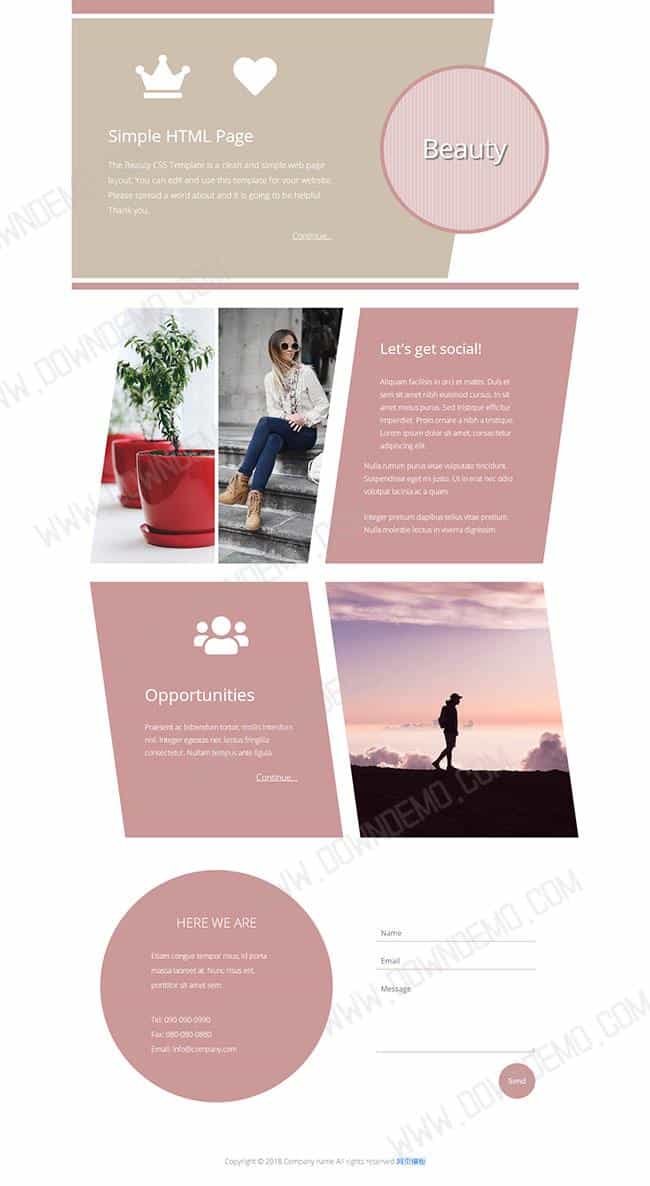 Simple HTML Page
The Beauty CSS Template is a clean and simple web page
layout. You can edit and use this template for your website.
Please spread a word about and it is going to be helpful.
Thank you.
Continue...
Beauty
Let's get social!
Aliquam facilisis in orci et mattis. Duis et
sem sit amet nibh euismod cursus. In sit
amet metus purus. Sed tristique efficitur
imperdiet. Proin ornare a nibh a tristique.
Lorem ipsum dolor sit amet, consectetur
adipiscing elit.
Nulla rutrum purus vitae vulputate tincidunt.
Suspendisse eget mi justo. Ut in erat nec odio
volutpat lacinia ac a quam.
Integer pretium dapibus tellus vitae pretium.
Nulla molestie lectus in viverra dignissim.
Opportunities
Praesent ac bibendum tortor, mollis interdum
nisl. Integer egestas nec lectus fringilla
consectetur. Nullam tempus ante ligula.
Continue...
HERE WE ARE
Etiam congue tempor risus, id porta
massa laoreet at. Nunc risus est,
porttitor sit amet sem.
Tel: 090-090-0990
Fax: 080-080-0880
Email: info@company.com
Name
Email
Message
Send
Copyright © 2018 Company name All rights reserved.网页模板
WWW.DOWNDEMO.COM